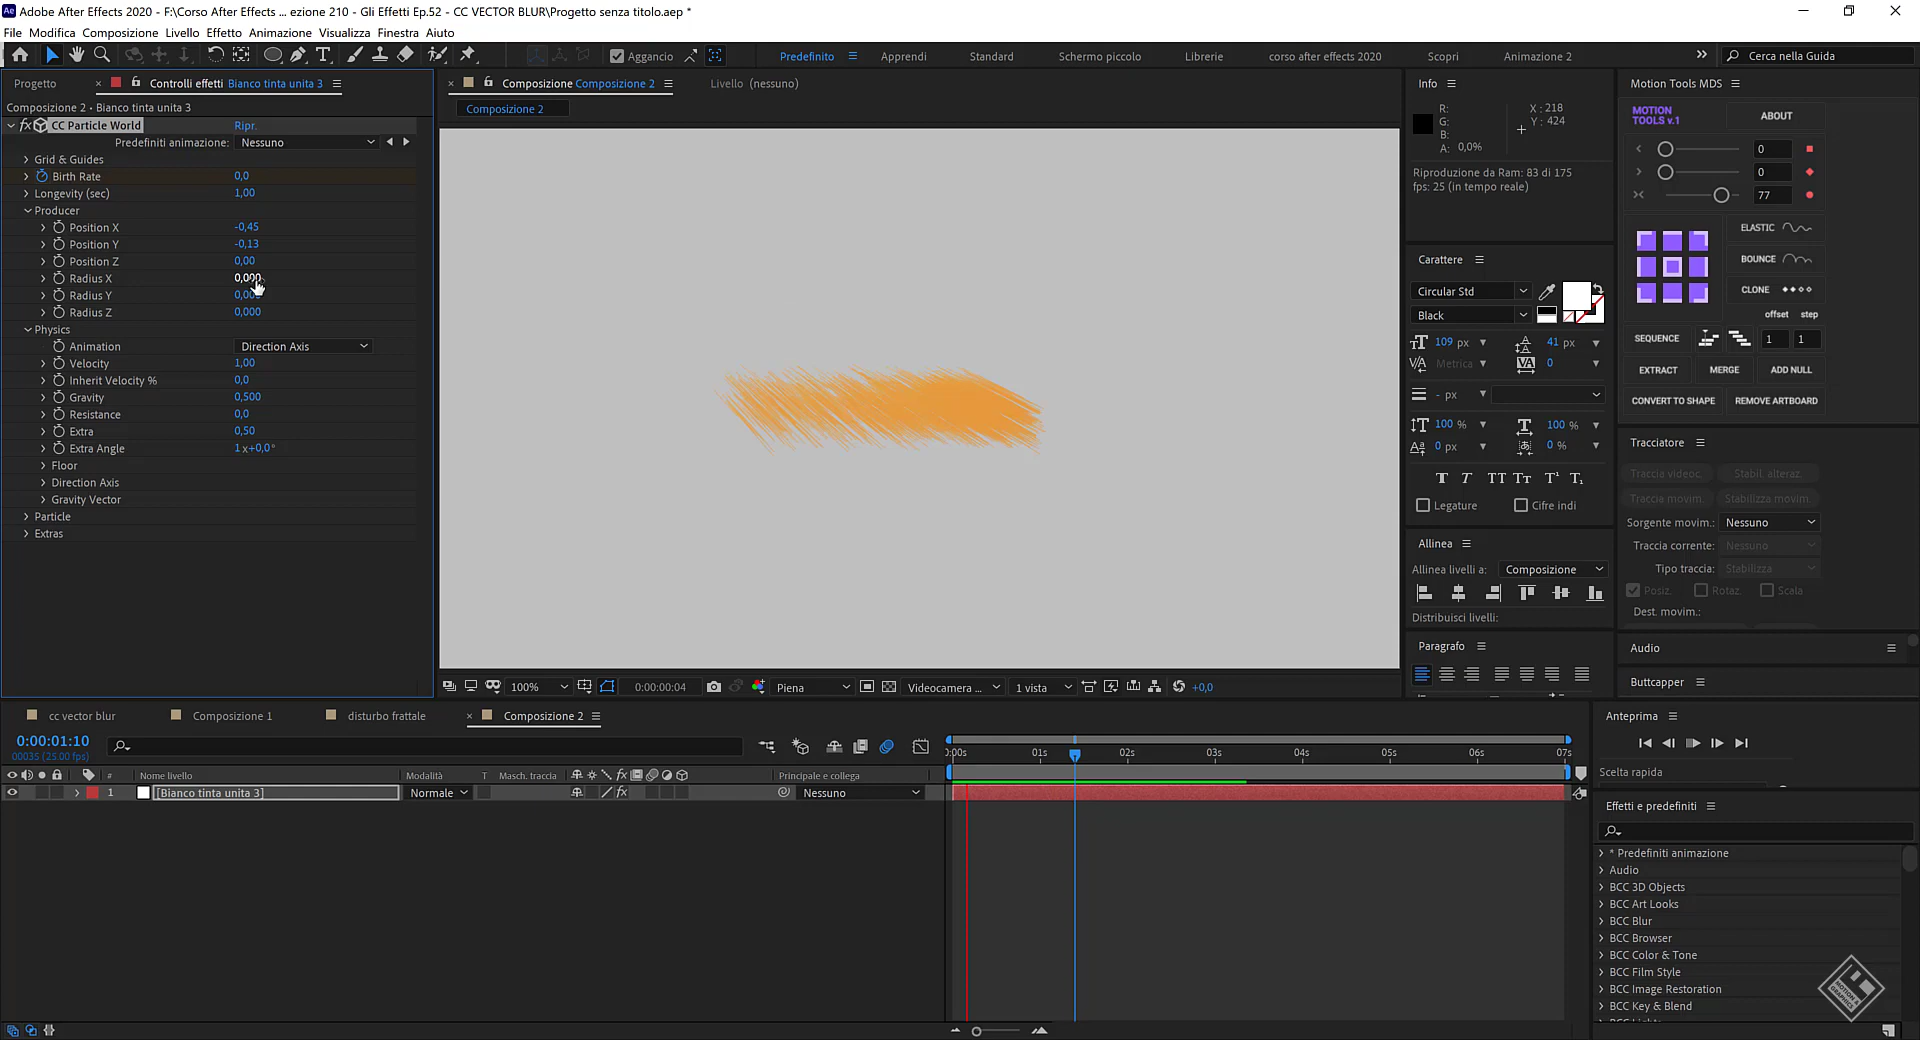 Adobe After Effects 2020 - F:\Corso After Effects ... ezione 210 - Gli Effetti Ep.52 - CC VECTOR BLUR\Progetto senza titolo.aep *
File Modifica Composizione Livello Effetto Animazione Visualizza Finestra Aiuto
Aggancio Predefinito Apprendi Standard Schermo piccolo Librerie corso after effects 2020 Scopri Animazione 2 Cerca nella Guida
Progetto Controlli effetti Bianco tinta unita 3
Composizione 2 • Bianco tinta unita 3
fx CC Particle World Ripr.
Predefiniti animazione: Nessuno
Grid & Guides
Birth Rate 0,0
Longevity (sec) 1,00
Producer
Position X -0,45
Position Y -0,13
Position Z 0,00
Radius X 0,000
Radius Y
Radius Z 0,000
Physics
Animation Direction Axis
Velocity 1,00
Inherit Velocity % 0,0
Gravity 0,500
Resistance 0,0
Extra 0,50
Extra Angle 1 x+0,0°
Floor
Direction Axis
Gravity Vector
Particle
Extras
Composizione Composizione 2 Livello (nessuno)
Composizione 2
100% 0:00:00:04 Piena Videocamera ... 1 vista +0,0
Info
R: X : 218
G: Y : 424
B:
A: 0,0%
Riproduzione da Ram: 83 di 175
fps: 25 (in tempo reale)
Carattere
Circular Std
Black
109 px 41 px
Metrica 0
- px
100 % 100 %
0 px 0 %
T T TT Tт T¹ T₁
Legature Cifre indi
Allinea
Allinea livelli a: Composizione
Distribuisci livelli:
Paragrafo
Motion Tools MDS
MOTION
TOOLS v.1 ABOUT
0
0
77
ELASTIC
BOUNCE
CLONE
offset step
SEQUENCE 1 1
EXTRACT MERGE ADD NULL
CONVERT TO SHAPE REMOVE ARTBOARD
Tracciatore
Traccia videoc. Stabil. alteraz.
Traccia movim. Stabilizza movim.
Sorgente movim.: Nessuno
Traccia corrente: Nessuno
Tipo traccia: Stabilizza
Posiz. Rotaz. Scala
Dest. movim.:
Audio
Buttcapper
cc vector blur Composizione 1 disturbo frattale Composizione 2
0:00:01:10
00035 (25.00 fps)
# Nome livello Modalità T Masch. traccia Principale e collega
1 [Bianco tinta unita 3] Normale Nessuno
0:00s 01s 02s 03s 04s 05s 06s 07s
Anteprima
Scelta rapida
Effetti e predefiniti
* Predefiniti animazione
Audio
BCC 3D Objects
BCC Art Looks
BCC Blur
BCC Browser
BCC Color & Tone
BCC Film Style
BCC Image Restoration
BCC Key & Blend